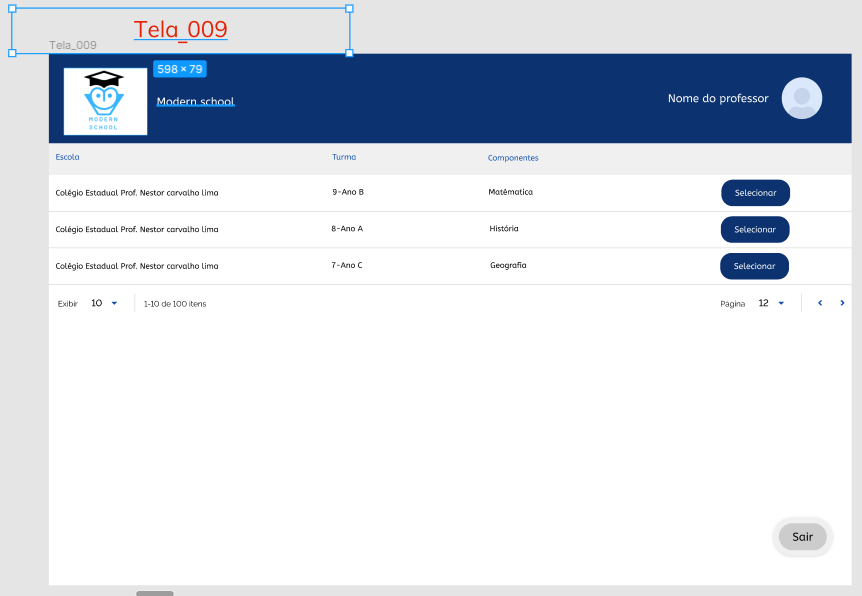 Tela_009
Tela_009
598 × 79
Modern school
Nome do professor
MODERN
SCHOOL
Escola Turma Componentes
Colégio Estadual Prof. Nestor carvalho lima 9-Ano B Matématica Selecionar
Colégio Estadual Prof. Nestor carvalho lima 8-Ano A História Selecionar
Colégio Estadual Prof. Nestor carvalho lima 7-Ano C Geografia Selecionar
Exibir 10 1-10 de 100 itens Página 12
Sair